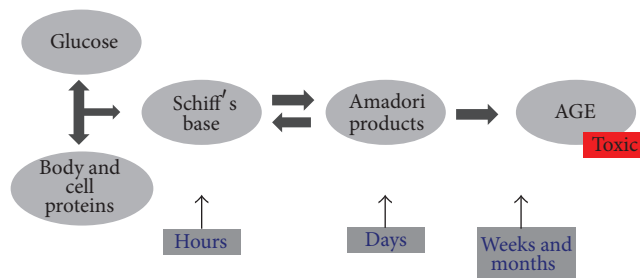 Glucose
Schiff's
base
Amadori
products
AGE
Toxic
Body and
cell
proteins
Hours
Days
Weeks and
months